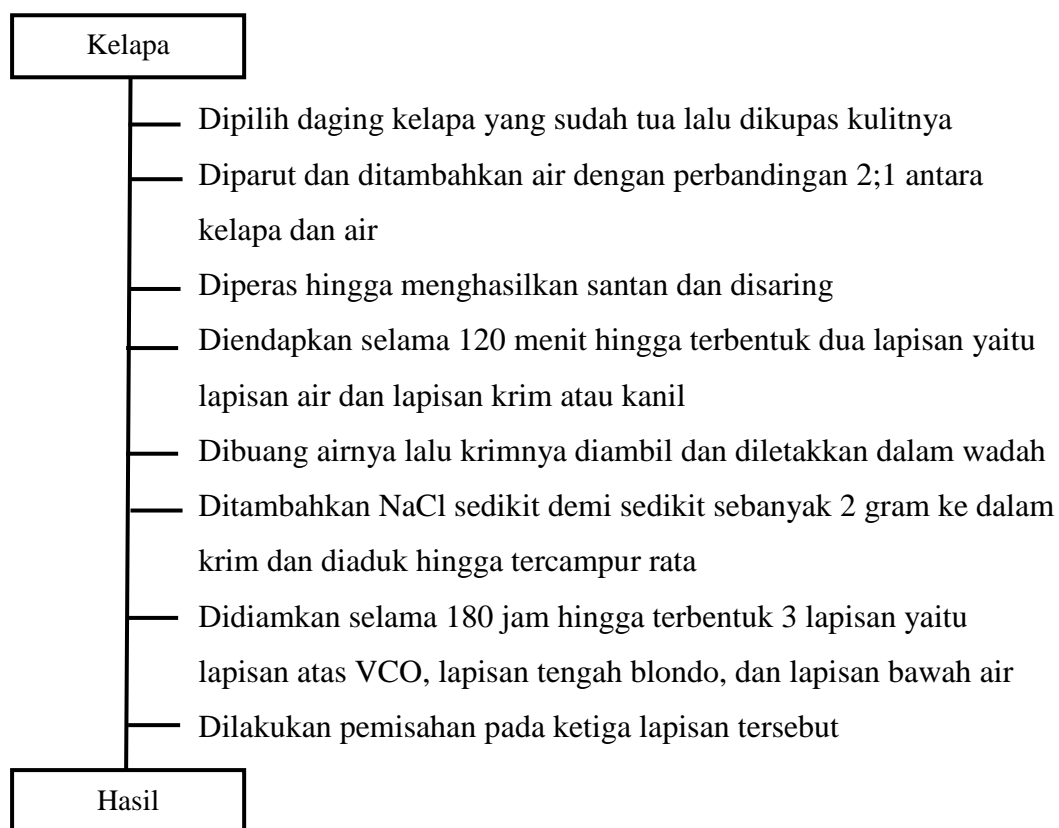 Kelapa
Dipilih daging kelapa yang sudah tua lalu dikupas kulitnya
Diparut dan ditambahkan air dengan perbandingan 2;1 antara
kelapa dan air
Diperas hingga menghasilkan santan dan disaring
Diendapkan selama 120 menit hingga terbentuk dua lapisan yaitu
lapisan air dan lapisan krim atau kanil
Dibuang airnya lalu krimnya diambil dan diletakkan dalam wadah
Ditambahkan NaCl sedikit demi sedikit sebanyak 2 gram ke dalam
krim dan diaduk hingga tercampur rata
Didiamkan selama 180 jam hingga terbentuk 3 lapisan yaitu
lapisan atas VCO, lapisan tengah blondo, dan lapisan bawah air
Dilakukan pemisahan pada ketiga lapisan tersebut
Hasil